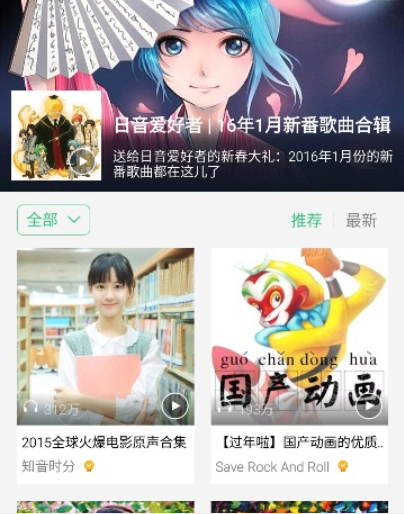 日音爱好者 | 16年1月新番歌曲合辑
送给日音爱好者的新春大礼：2016年1月份的新
番歌曲都在这儿了
全部
推荐
最新
312万
guó chǎn dòng huà
国产动画
193万
2015全球火爆电影原声合集
【过年啦】国产动画的优质..
知音时分
Save Rock And Roll